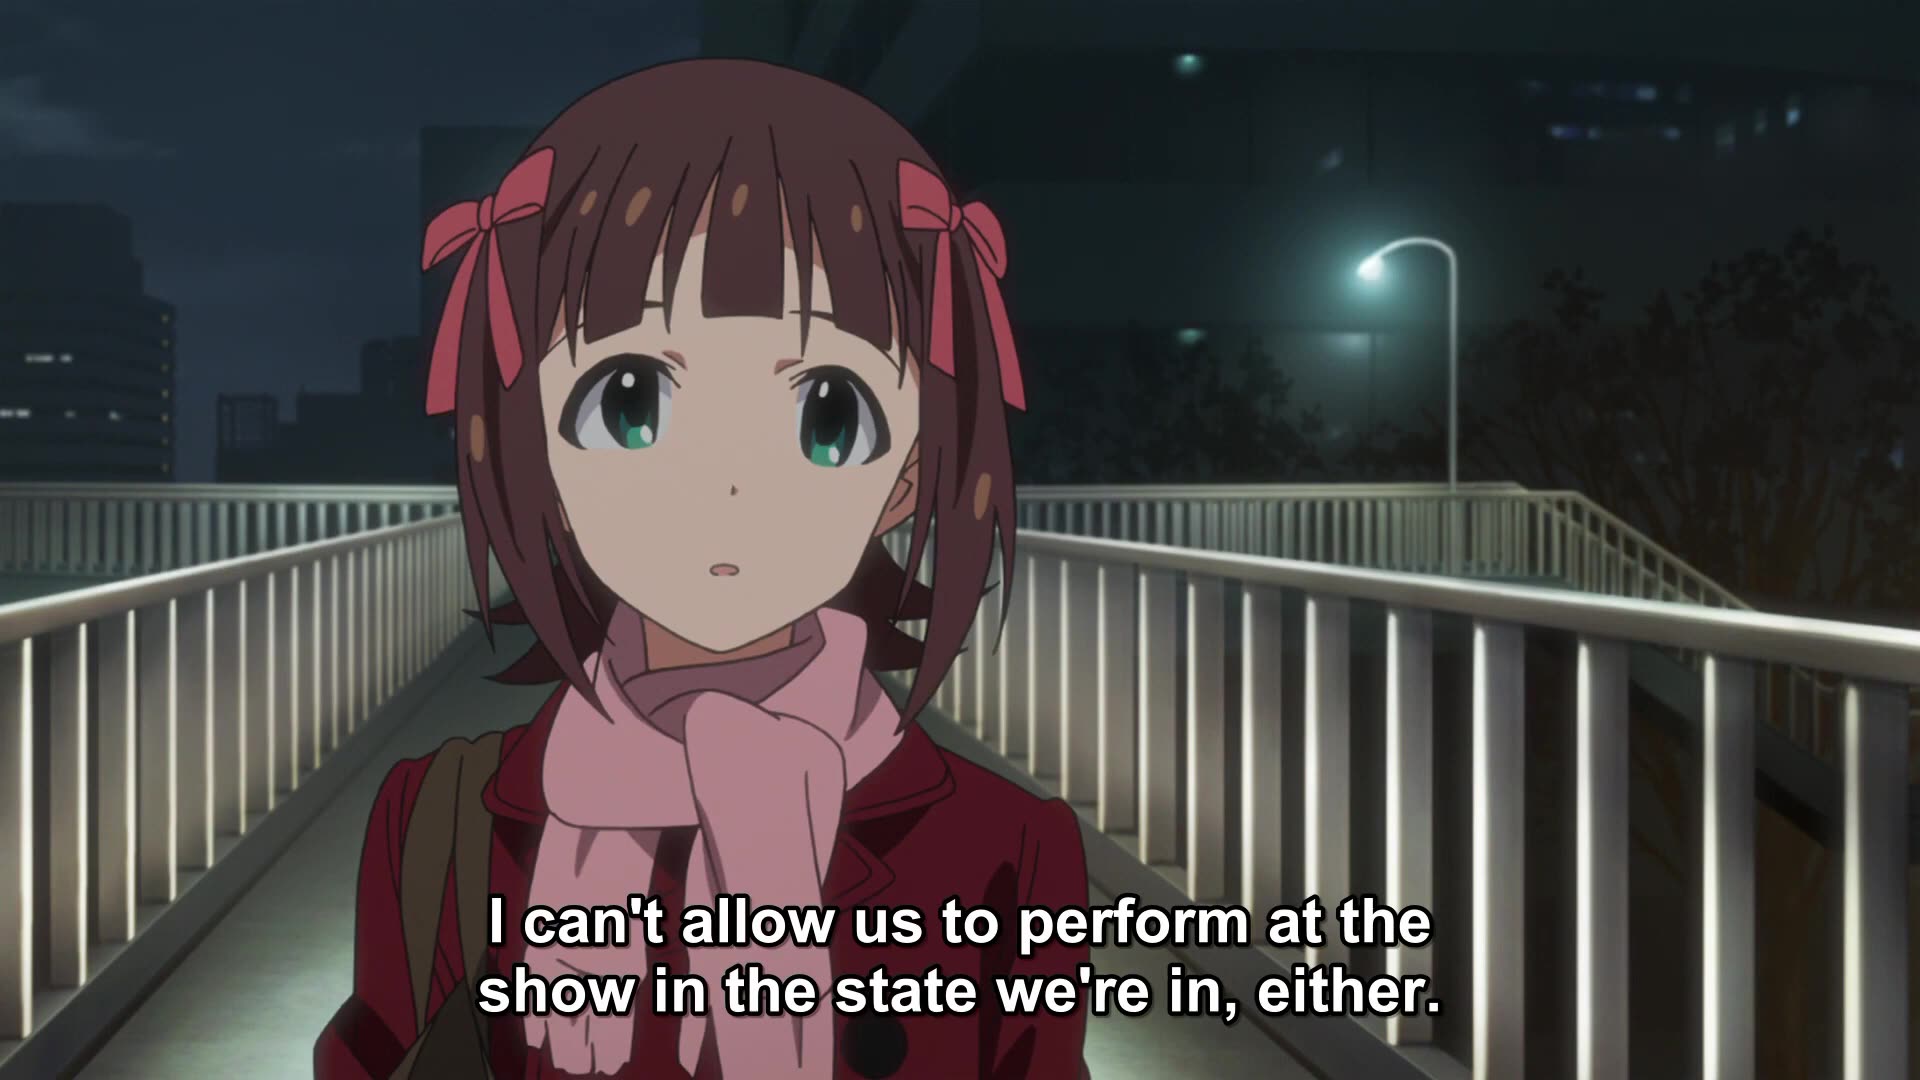 I can't allow us to perform at the
show in the state we're in, either.